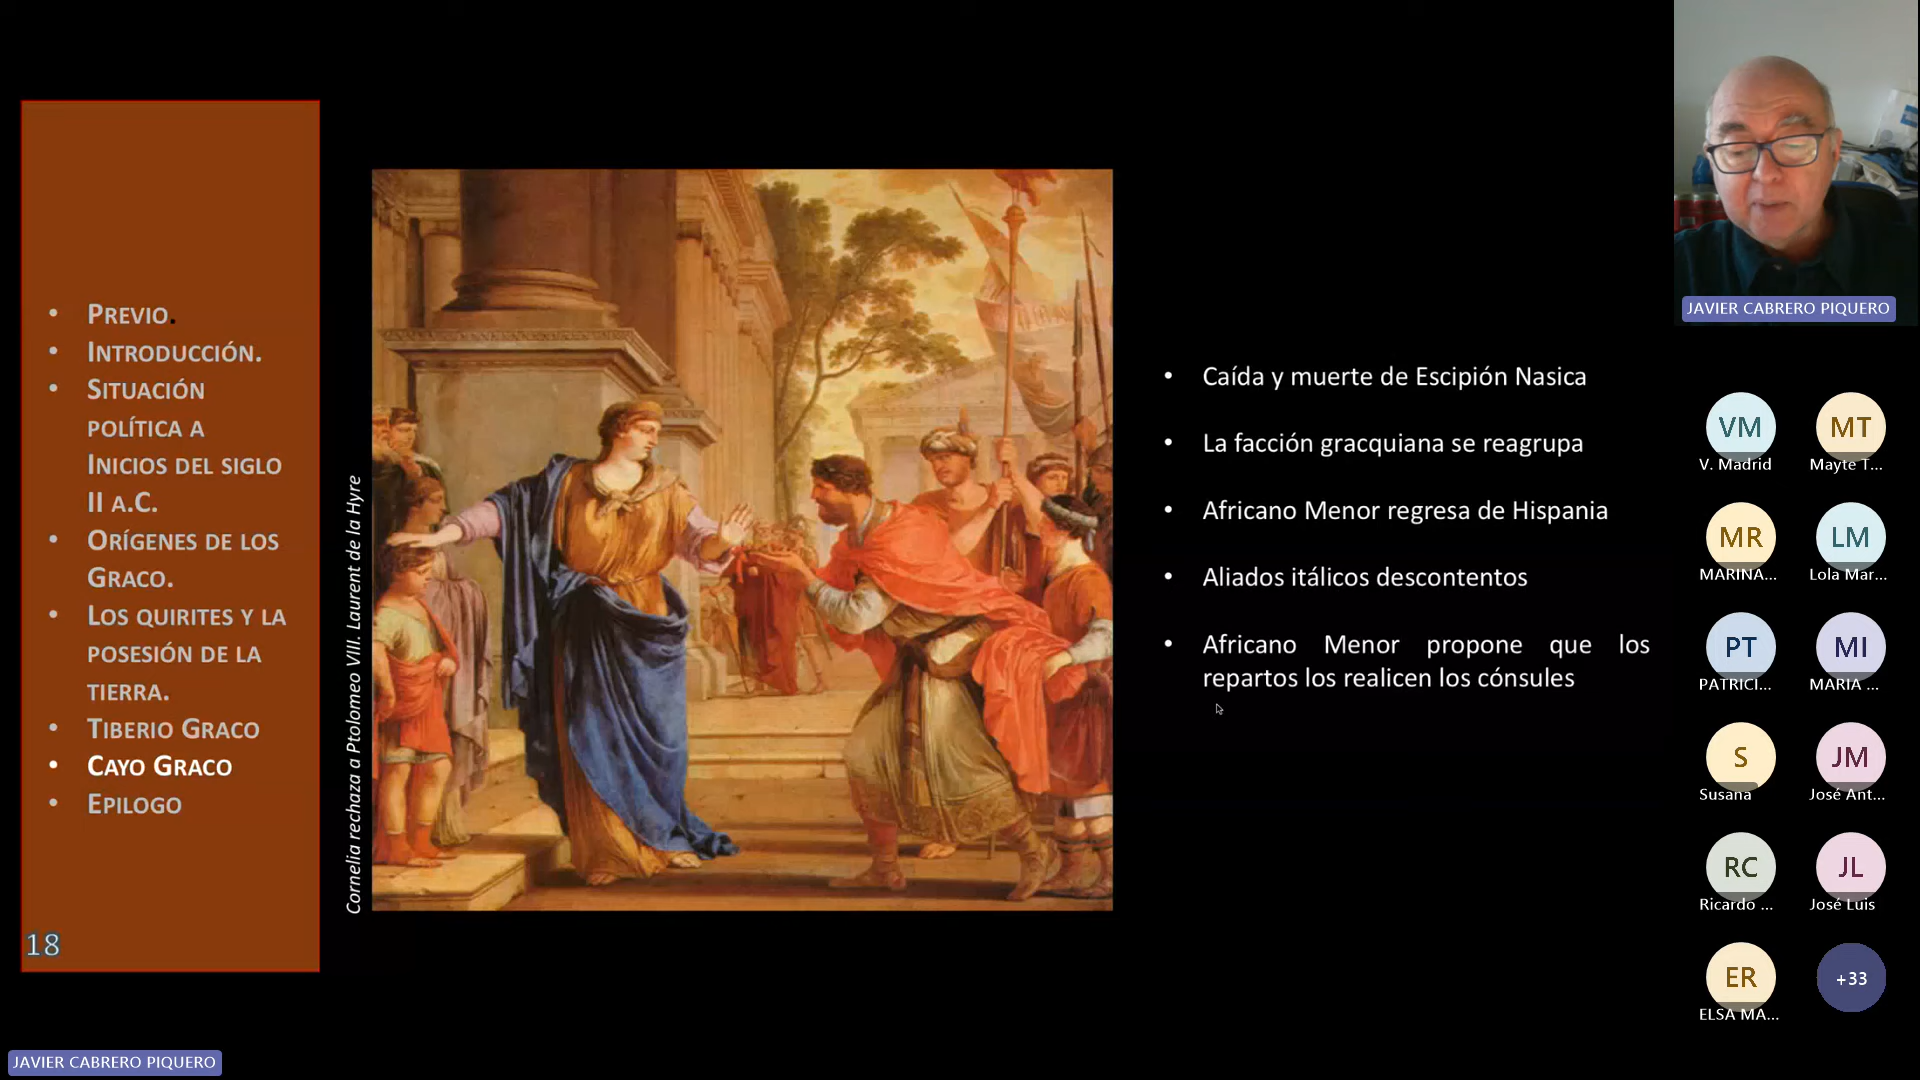 PREVIO.
INTRODUCCIÓN.
SITUACIÓN
POLÍTICA A
INICIOS DEL SIGLO
II A.C.
ORÍGENES DE LOS
GRACO.
LOS QUIRITES Y LA
POSESIÓN DE LA
TIERRA.
TIBERIO GRACO
CAYO GRACO
EPILOGO
18
Cornelia rechaza a Ptolomeo VIII. Laurent de la Hyre
• Caída y muerte de Escipión Nasica
• La facción gracquiana se reagrupa
• Africano Menor regresa de Hispania
• Aliados itálicos descontentos
• Africano Menor propone que los
repartos los realicen los cónsules
JAVIER CABRERO PIQUERO
VM
V. Madrid
MT
Mayte T...
MR
MARINA...
LM
Lola Mar...
PT
PATRICI...
MI
MARIA ...
S
Susana
JM
José Ant...
RC
Ricardo ...
JL
José Luis
ER
ELSA MA...
+33
JAVIER CABRERO PIQUERO